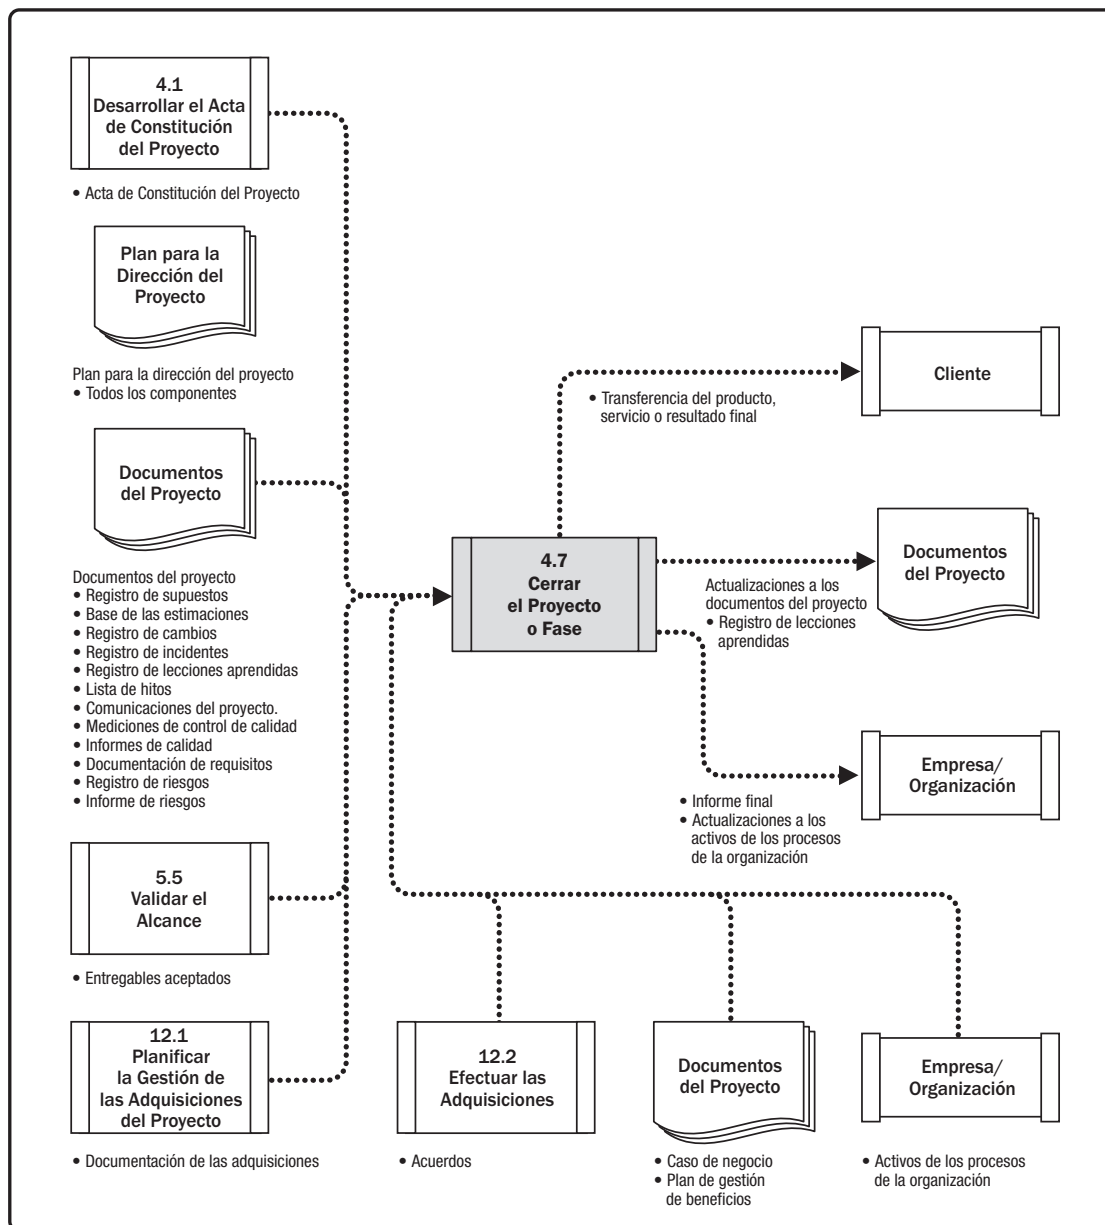 4.1
Desarrollar el Acta
de Constitución
del Proyecto
• Acta de Constitución del Proyecto
Plan para la
Dirección del
Proyecto
Plan para la dirección del proyecto
• Todos los componentes
Documentos
del Proyecto
Documentos del proyecto
• Registro de supuestos
• Base de las estimaciones
• Registro de cambios
• Registro de incidentes
• Registro de lecciones aprendidas
• Lista de hitos
• Comunicaciones del proyecto.
• Mediciones de control de calidad
• Informes de calidad
• Documentación de requisitos
• Registro de riesgos
• Informe de riesgos
5.5
Validar el
Alcance
• Entregables aceptados
12.1
Planificar
la Gestión de
las Adquisiciones
del Proyecto
• Documentación de las adquisiciones
4.7
Cerrar
el Proyecto
o Fase
• Transferencia del producto,
servicio o resultado final
Cliente
Actualizaciones a los
documentos del proyecto
• Registro de lecciones
aprendidas
Documentos
del Proyecto
• Informe final
• Actualizaciones a los
activos de los procesos
de la organización
Empresa/
Organización
12.2
Efectuar las
Adquisiciones
• Acuerdos
Documentos
del Proyecto
• Caso de negocio
• Plan de gestión
de beneficios
Empresa/
Organización
• Activos de los procesos
de la organización